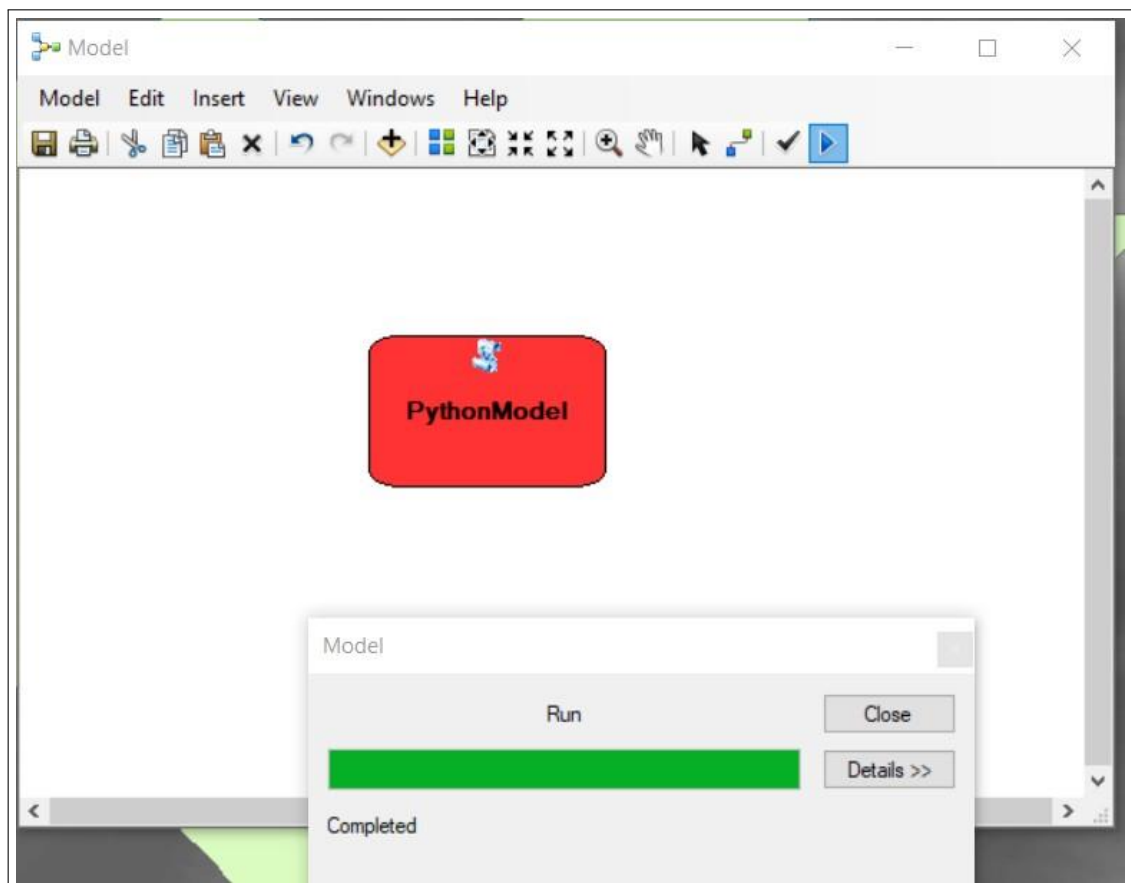 Model
Model Edit Insert View Windows Help
PythonModel
Model
Run
Close
Details >>
Completed